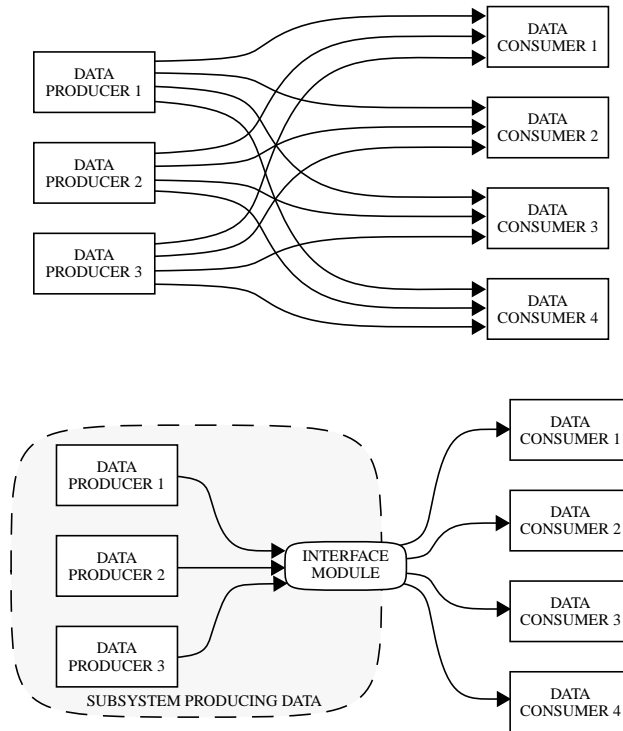 DATA
PRODUCER 1
DATA
PRODUCER 2
DATA
PRODUCER 3
DATA
CONSUMER 1
DATA
CONSUMER 2
DATA
CONSUMER 3
DATA
CONSUMER 4
DATA
PRODUCER 1
DATA
PRODUCER 2
DATA
PRODUCER 3
SUBSYSTEM PRODUCING DATA
INTERFACE
MODULE
DATA
CONSUMER 1
DATA
CONSUMER 2
DATA
CONSUMER 3
DATA
CONSUMER 4